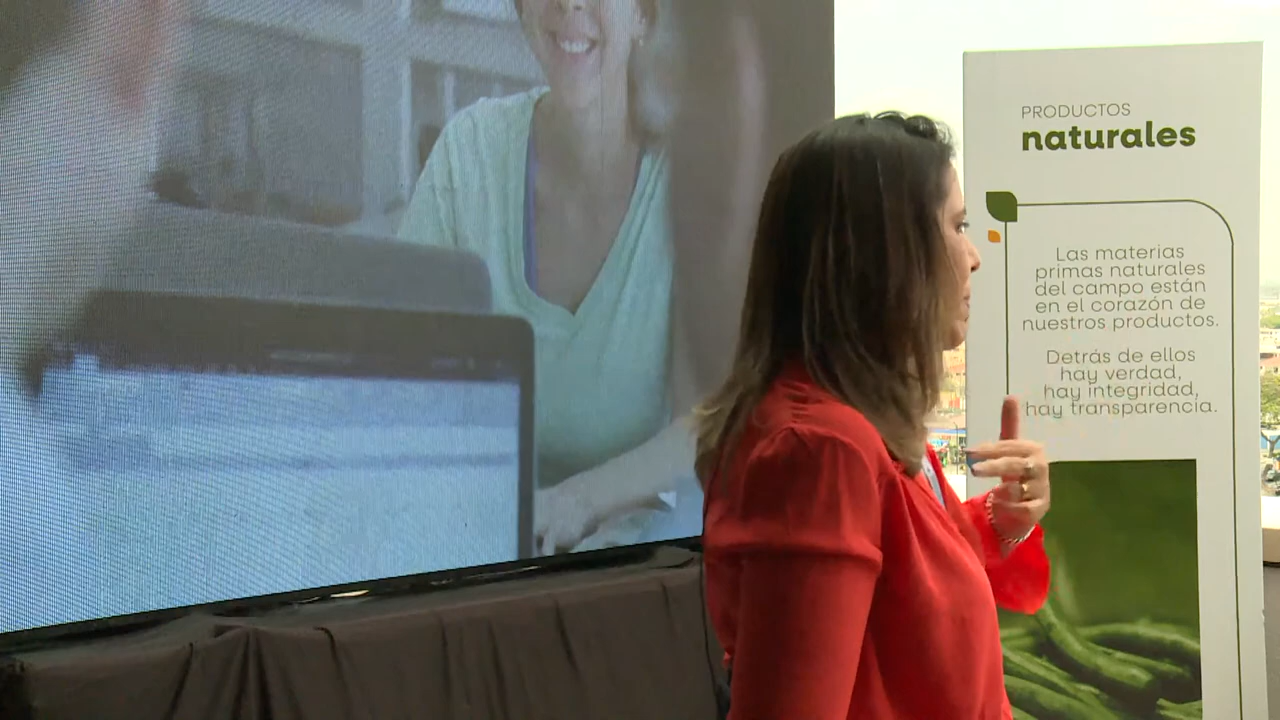 PRODUCTOS
naturales
Las materias
primas naturales
del campo están
en el corazón de
nuestros productos.
Detrás de ellos
hay verdad,
hay integridad,
hay transparencia.